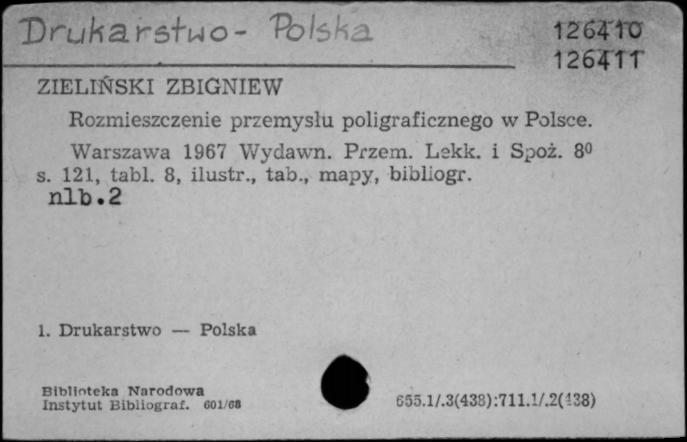 Drukarstwo - Polska
126410
126411
ZIELIŃSKI ZBIGNIEW
Rozmieszczenie przemysłu poligraficznego w Polsce.
Warszawa 1967 Wydawn. Przem. Lekk. i Spoż. 8⁰
s. 121, tabl. 8, ilustr., tab., mapy, bibliogr.
nlb.2
1. Drukarstwo — Polska
Biblioteka Narodowa
Instytut Bibliograf. 601/68
655.1/.3(438):711.1/.2(438)